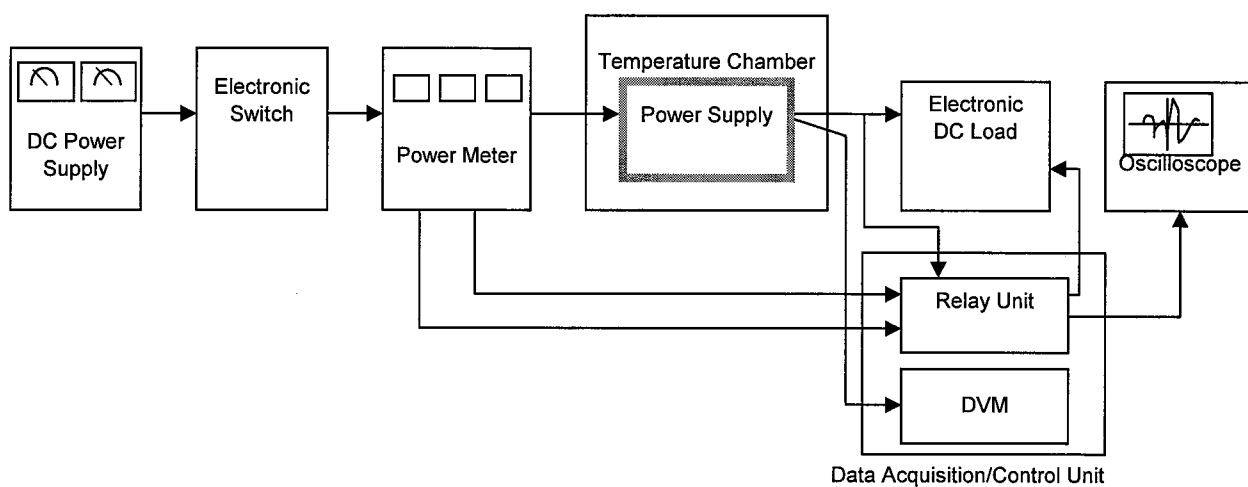 DC Power
Supply
Electronic
Switch
Power Meter
Temperature Chamber
Power Supply
Electronic
DC Load
Oscilloscope
Relay Unit
DVM
Data Acquisition/Control Unit